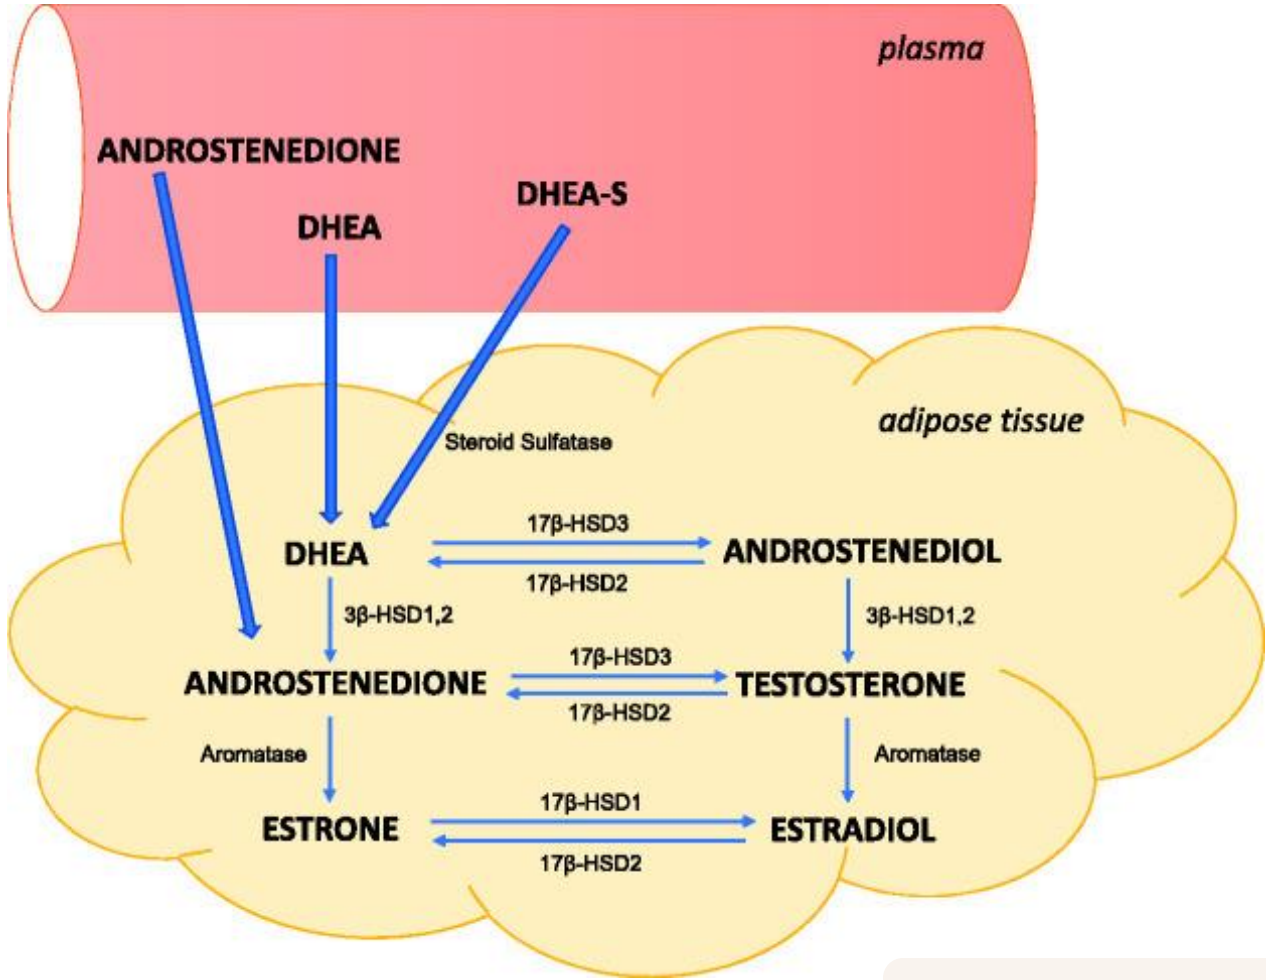 plasma
ANDROSTENEDIONE
DHEA-S
DHEA
adipose tissue
Steroid Sulfatase
17β-HSD3
DHEA
ANDROSTENEDIOL
17β-HSD2
3β-HSD1,2
3β-HSD1,2
17β-HSD3
ANDROSTENEDIONE
TESTOSTERONE
17β-HSD2
Aromatase
Aromatase
17β-HSD1
ESTRONE
ESTRADIOL
17β-HSD2